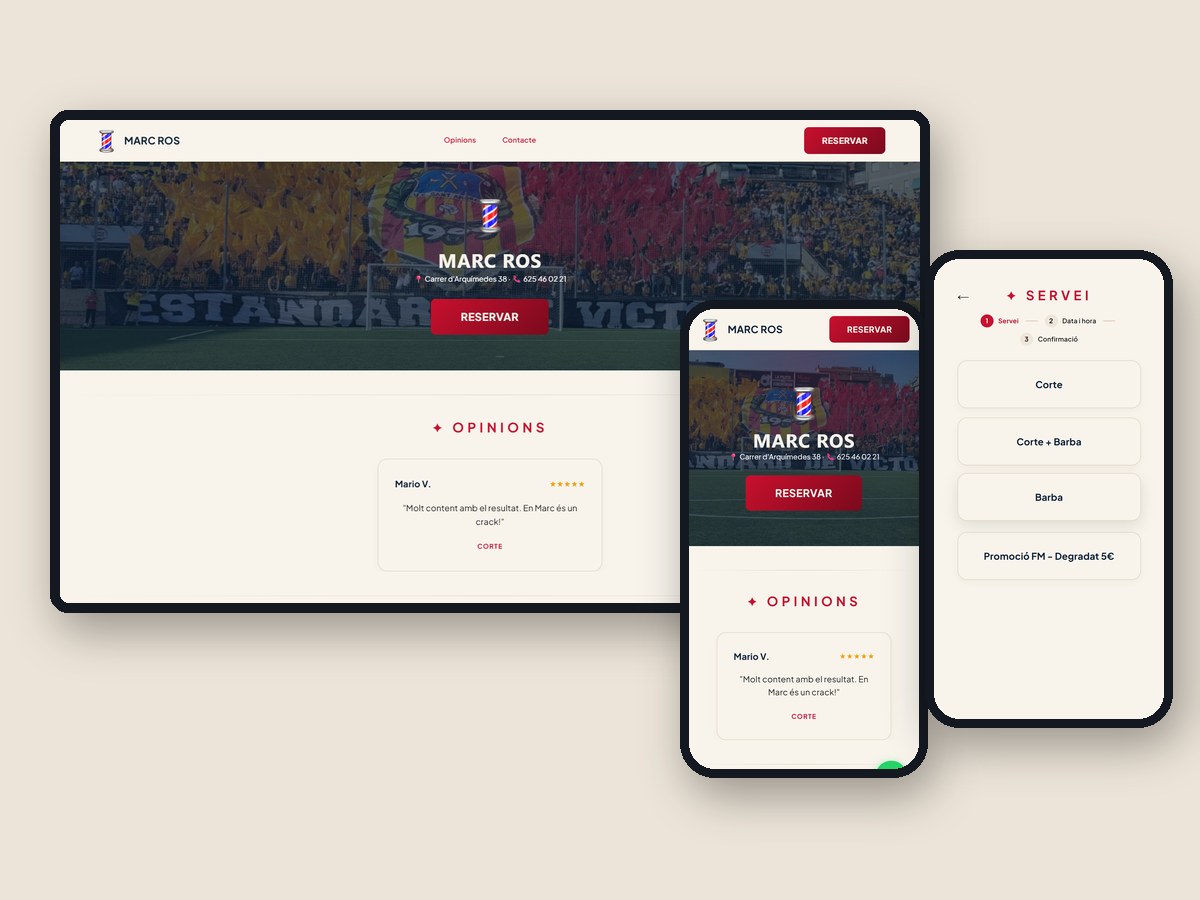 MARC ROS
Opinions
Contacte
RESERVAR
1909
MARC ROS
Carrer d'Arquímedes 38 · 625 46 02 21
RESERVAR
✦ OPINIONS
Mario V.
★★★★★
"Molt content amb el resultat. En Marc és un
crack!"
CORTE
MARC ROS
RESERVAR
MARC ROS
Carrer d'Arquímedes 38 · 625 46 02 21
RESERVAR
✦ OPINIONS
Mario V.
★★★★★
"Molt content amb el resultat. En
Marc és un crack!"
CORTE
←
✦ SERVEI
1 Servei
2 Data i hora
3 Confirmació
Corte
Corte + Barba
Barba
Promoció FM – Degradat 5€